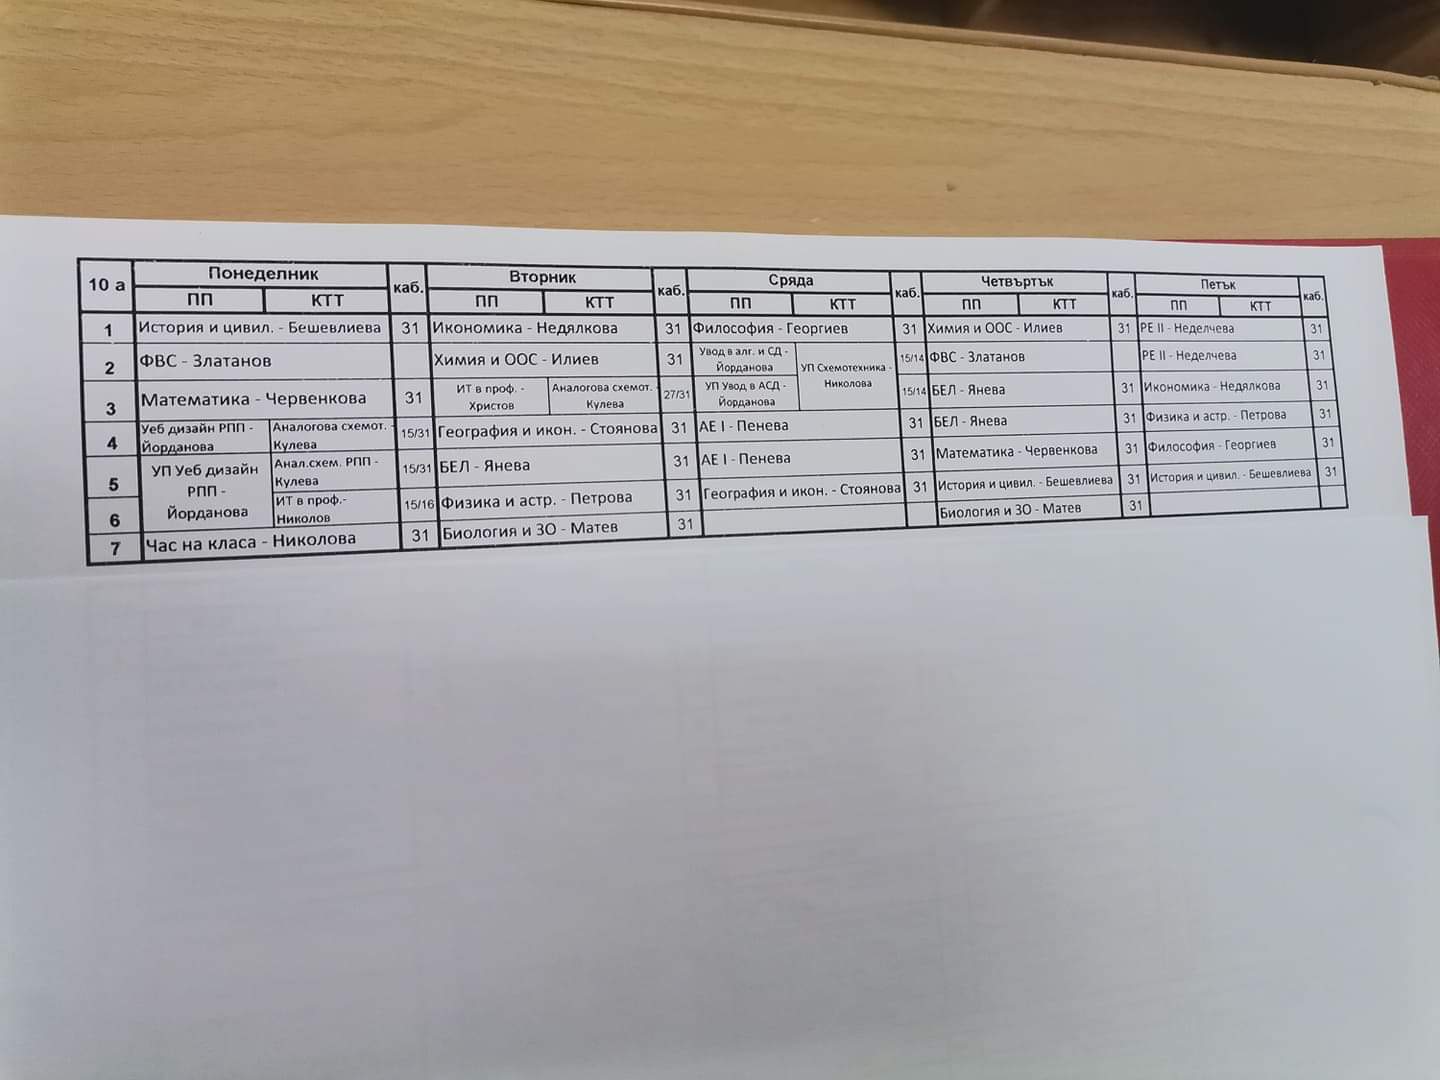 10 а Понеделник каб. Вторник каб. Сряда каб. Четвъртък каб. Петък каб.
ПП КТТ ПП КТТ ПП КТТ ПП КТТ ПП КТТ
1 История и цивил. - Бешевлиева 31 Икономика - Недялкова 31 Философия - Георгиев 31 Химия и ООС - Илиев 31 РЕ II - Неделчева 31
2 ФВС - Златанов Химия и ООС - Илиев 31 Увод в алг. и СД - Йорданова УП Схемотехника - Николова 15/14 ФВС - Златанов РЕ II - Неделчева 31
3 Математика - Червенкова 31 ИТ в проф. - Христов Аналогова схемот. - Кулева 27/31 УП Увод в АСД - Йорданова 15/14 БЕЛ - Янева 31 Икономика - Недялкова 31
4 Уеб дизайн РПП - Йорданова Аналогова схемот. - Кулева 15/31 География и икон. - Стоянова 31 АЕ I - Пенева 31 БЕЛ - Янева 31 Физика и астр. - Петрова 31
5 УП Уеб дизайн РПП - Йорданова Анал.схем. РПП - Кулева 15/31 БЕЛ - Янева 31 АЕ I - Пенева 31 Математика - Червенкова 31 Философия - Георгиев 31
6 ИТ в проф.- Николов 15/16 Физика и астр. - Петрова 31 География и икон. - Стоянова 31 История и цивил. - Бешевлиева 31 История и цивил. - Бешевлиева 31
7 Час на класа - Николова 31 Биология и ЗО - Матев 31 Биология и ЗО - Матев 31